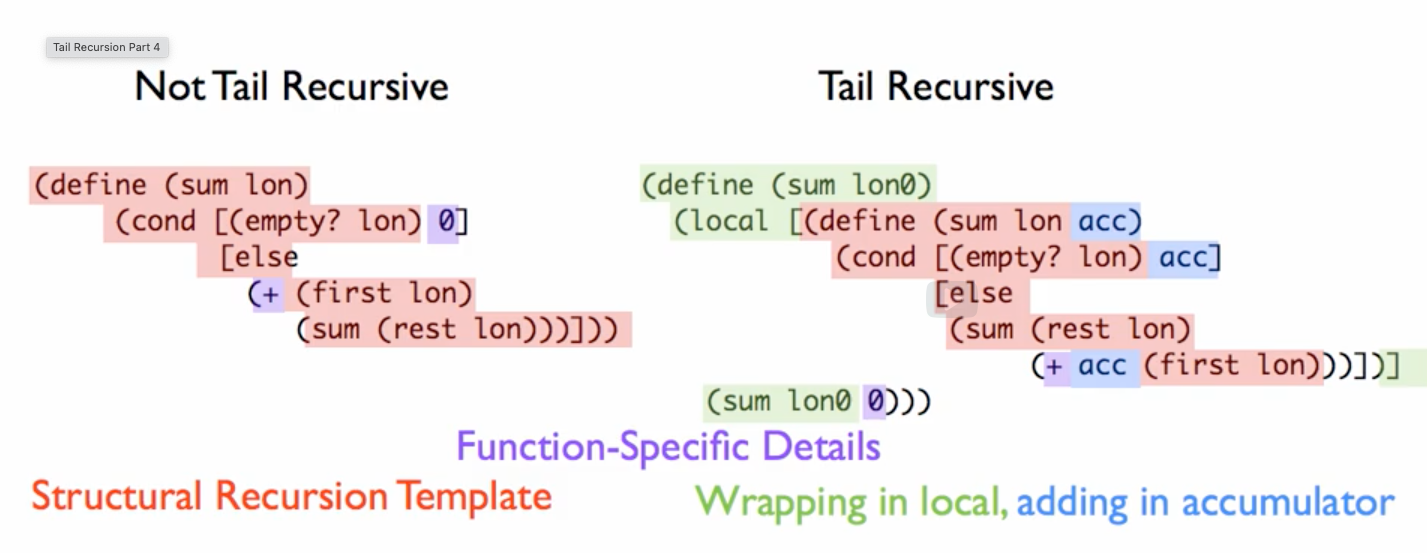 Tail Recursion Part 4
Not Tail Recursive
(define (sum lon)
(cond [(empty? lon) 0]
[else
(+ (first lon)
(sum (rest lon)))]))
Tail Recursive
(define (sum lon0)
(local [(define (sum lon acc)
(cond [(empty? lon) acc]
[else
(sum (rest lon)
(+ acc (first lon)))])]
(sum lon0 0)))
Function-Specific Details
Structural Recursion Template
Wrapping in local, adding in accumulator